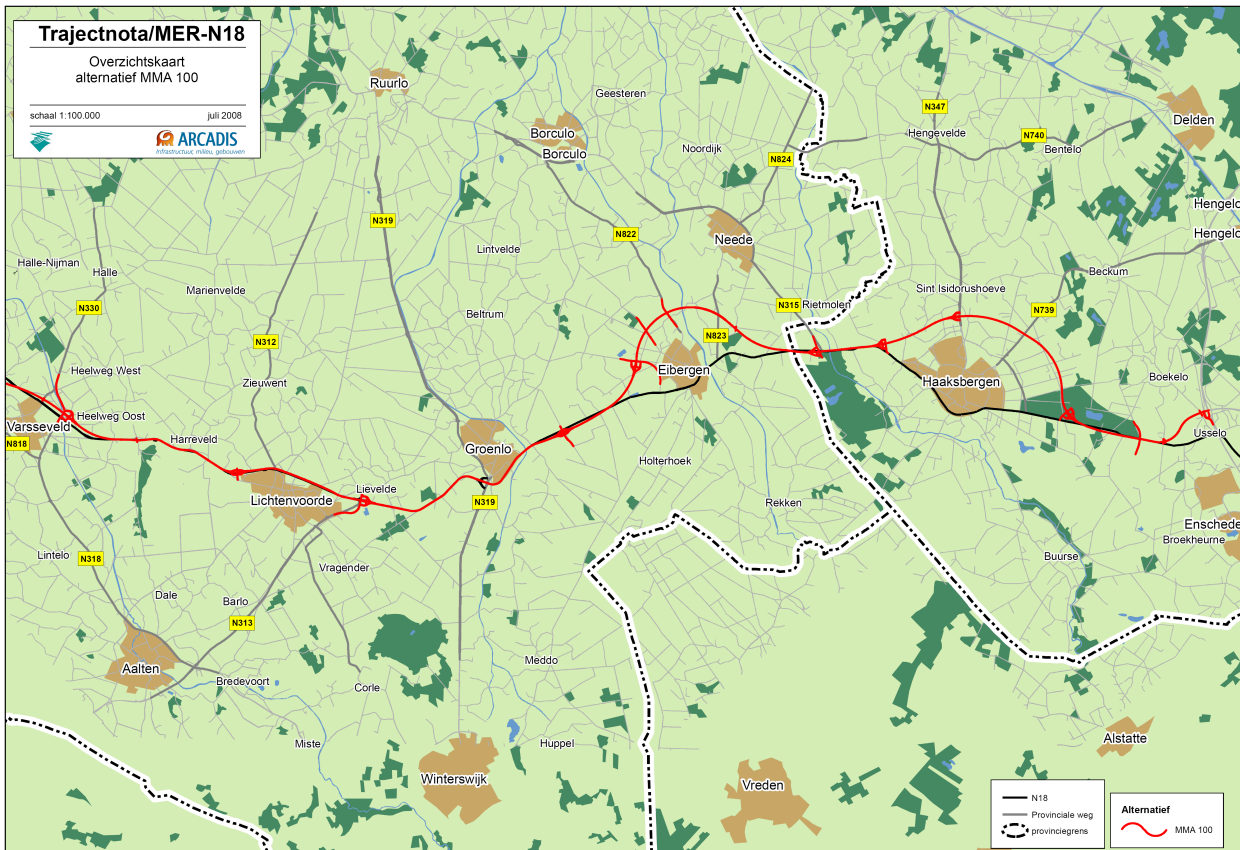 Trajectnota/MER-N18
Overzichtskaart
alternatief MMA 100
schaal 1:100.000 juli 2008
ARCADIS
Infrastructuur, milieu, gebouwen
Ruurlo
Geesteren
Borculo
Borculo
Noordijk
N824
N347
Hengevelde
N740
Bentelo
Delden
Hengelo
Hengelo
N319
N822
Neede
Lintvelde
Halle-Nijman
Halle
Marienvelde
N330
Beltrum
N315
Rietmolen
Sint Isidorushoeve
Beckum
N739
N312
N823
Heelweg West
Zieuwent
Eibergen
Haaksbergen
Boekelo
Heelweg Oost
Varsseveld
N818
Harreveld
Groenlo
Usselo
Holterhoek
Lichtenvoorde
Lievelde
N319
Rekken
Enschede
Broekheurne
Lintelo
N318
Vragender
Buurse
Dale
Barlo
N313
Aalten
Bredevoort
Corle
Meddo
Miste
Huppel
Winterswijk
Vreden
Alstatte
N18
Provinciale weg
provinciegrens
Alternatief
MMA 100